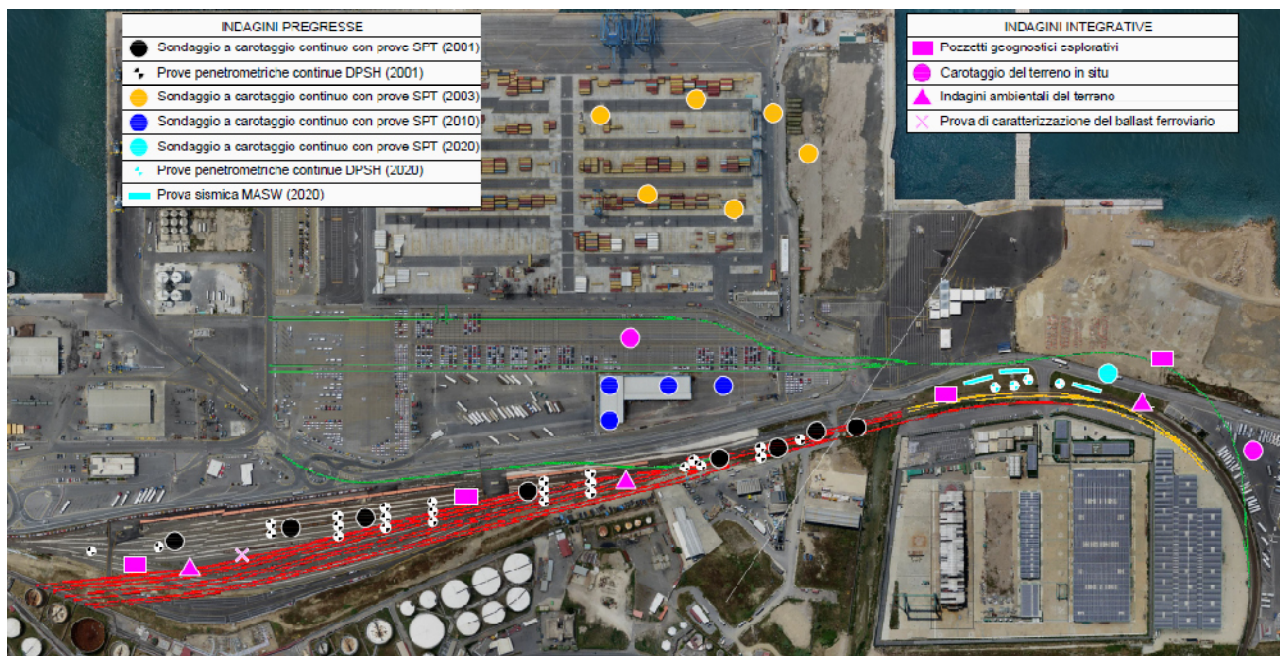 INDAGINI PREGRESSE
Sondaggio a carotaggio continuo con prove SPT (2001)
Prove penetrometriche continue DPSH (2001)
Sondaggio a carotaggio continuo con prove SPT (2003)
Sondaggio a carotaggio continuo con prove SPT (2010)
Sondaggio a carotaggio continuo con prove SPT (2020)
Prove penetrometriche continue DPSH (2020)
Prova sismica MASW (2020)
INDAGINI INTEGRATIVE
Pozzetti geognostici esplorativi
Carotaggio del terreno in situ
Indagini ambientali del terreno
Prova di caratterizzazione del ballast ferroviario